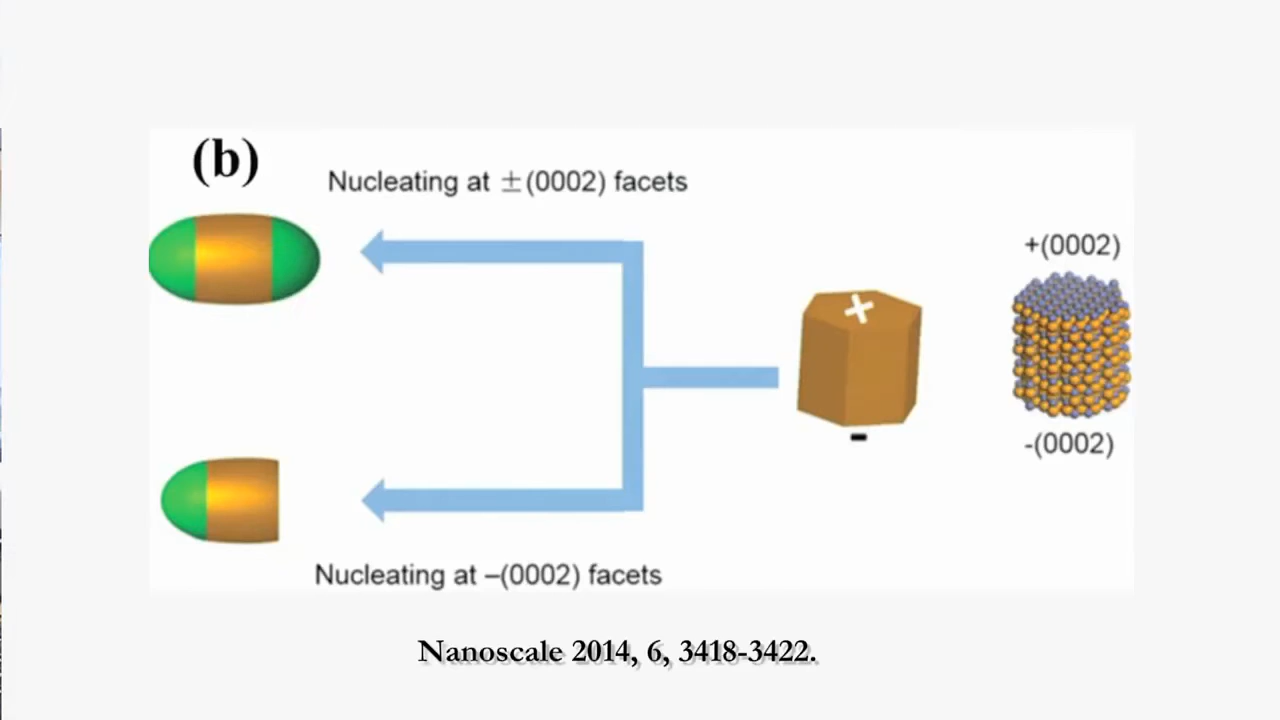 (b)
Nucleating at ±(0002) facets
+(0002)
+
-
-(0002)
Nucleating at –(0002) facets
Nanoscale 2014, 6, 3418-3422.